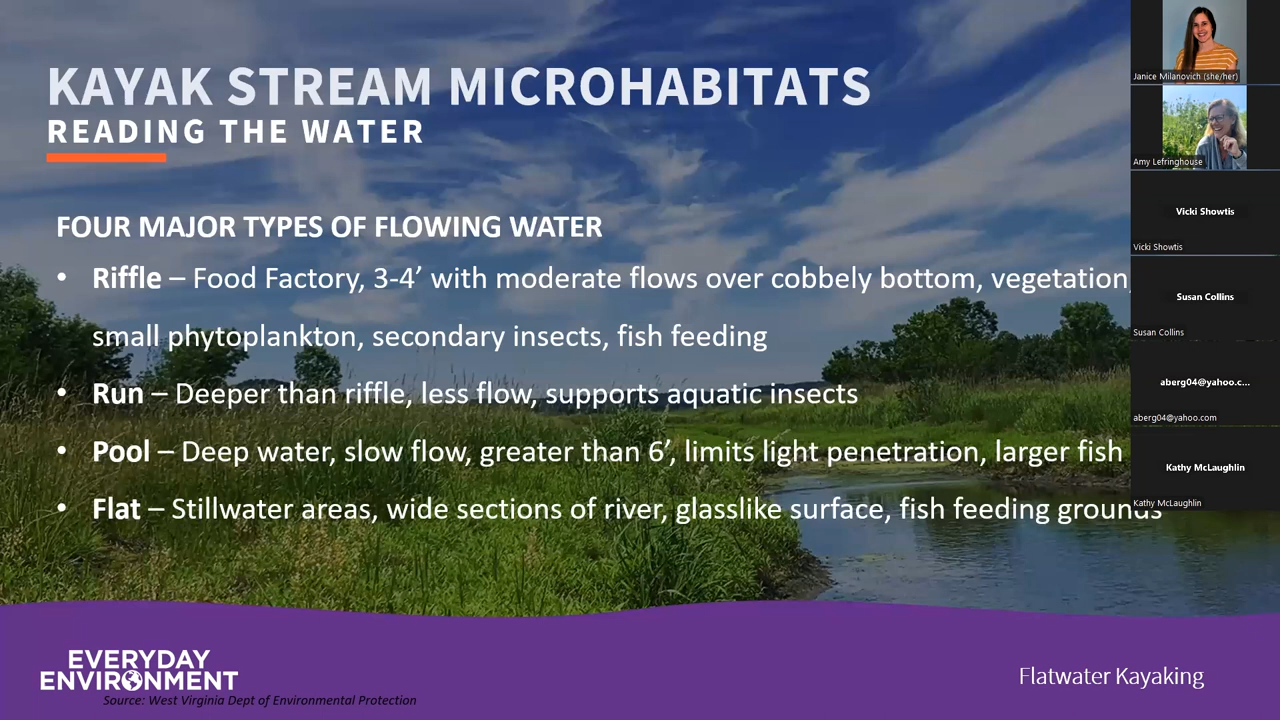 KAYAK STREAM MICROHABITATS
READING THE WATER
FOUR MAJOR TYPES OF FLOWING WATER
• Riffle – Food Factory, 3-4’ with moderate flows over cobbely bottom, vegetation,
small phytoplankton, secondary insects, fish feeding
• Run – Deeper than riffle, less flow, supports aquatic insects
• Pool – Deep water, slow flow, greater than 6’, limits light penetration, larger fish
• Flat – Stillwater areas, wide sections of river, glasslike surface, fish feeding grounds
EVERYDAY
ENVIRONMENT
Source: West Virginia Dept of Environmental Protection
Flatwater Kayaking
Janice Milanovich (she/her)
Amy Lefringhouse
Vicki Showtis
Vicki Showtis
Susan Collins
Susan Collins
aberg04@yahoo.c...
aberg04@yahoo.com
Kathy McLaughlin
Kathy McLaughlin